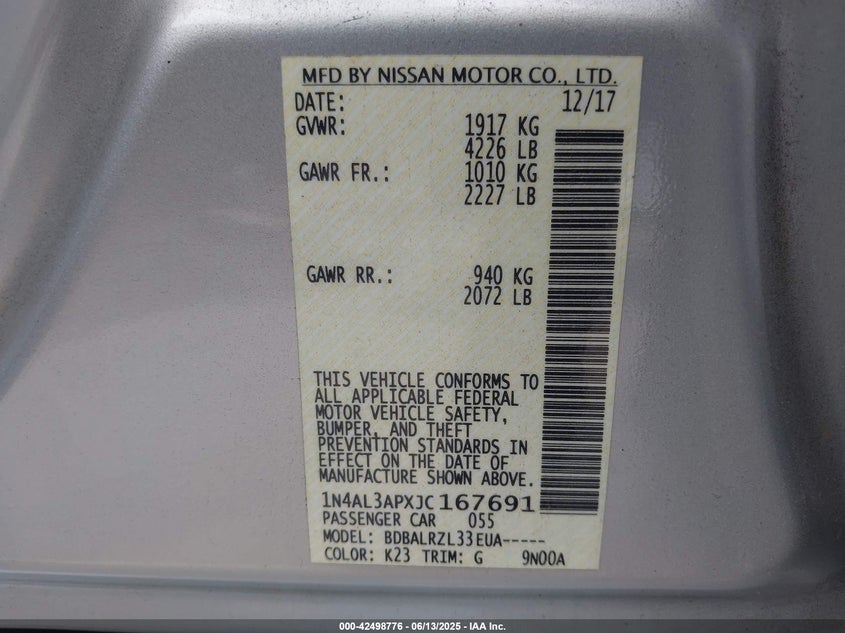 MFD BY NISSAN MOTOR CO., LTD.
DATE: 12/17
GVWR: 1917 KG
4226 LB
GAWR FR.: 1010 KG
2227 LB
GAWR RR.: 940 KG
2072 LB
THIS VEHICLE CONFORMS TO
ALL APPLICABLE FEDERAL
MOTOR VEHICLE SAFETY,
BUMPER, AND THEFT
PREVENTION STANDARDS IN
EFFECT ON THE DATE OF
MANUFACTURE SHOWN ABOVE.
1N4AL3APXJC167691
PASSENGER CAR 055
MODEL: BDBALRZL33EUA-----
COLOR: K23 TRIM: G 9N00A
000-42498776 - 06/13/2025 - IAA Inc.